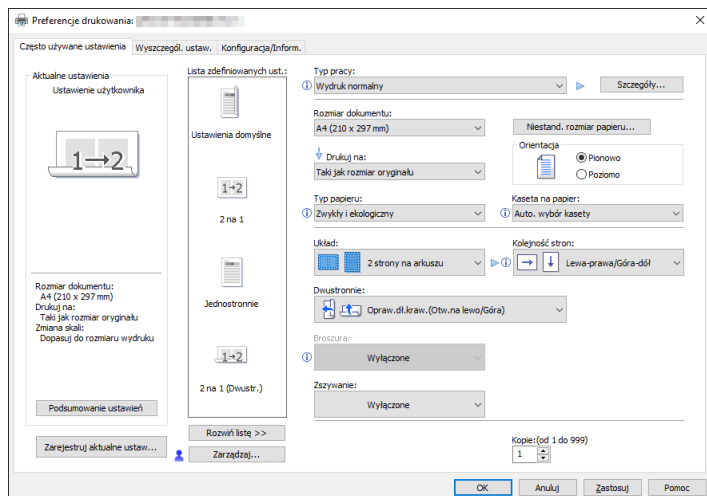 Preferencje drukowania:
Często używane ustawienia
Wyszczegól. ustaw.
Konfiguracja/Inform.
Aktualne ustawienia
Ustawienie użytkownika
1→2
Rozmiar dokumentu:
A4 (210 x 297 mm)
Drukuj na:
Taki jak rozmiar oryginału
Zmiana skali:
Dopasuj do rozmiaru wydruku
Podsumowanie ustawień
Zarejestruj aktualne ustaw...
Lista zdefiniowanych ust.:
Ustawienia domyślne
1→2
2 na 1
Jednostronnie
1→2
2 na 1 (Dwustr.)
Rozwiń listę >>
Zarządzaj...
Typ pracy:
Wydruk normalny
Szczegóły...
Rozmiar dokumentu:
A4 (210 x 297 mm)
Niestand. rozmiar papieru...
Drukuj na:
Taki jak rozmiar oryginału
Orientacja
Pionowo
Poziomo
Typ papieru:
Zwykły i ekologiczny
Kaseta na papier:
Auto. wybór kasety
Układ:
2 strony na arkuszu
Kolejność stron:
Lewa-prawa/Góra-dół
Dwustronnie:
Opraw.dł.kraw.(Otw.na lewo/Góra)
Broszura:
Wyłączone
Zszywanie:
Wyłączone
Kopie:(od 1 do 999)
1
OK
Anuluj
Zastosuj
Pomoc